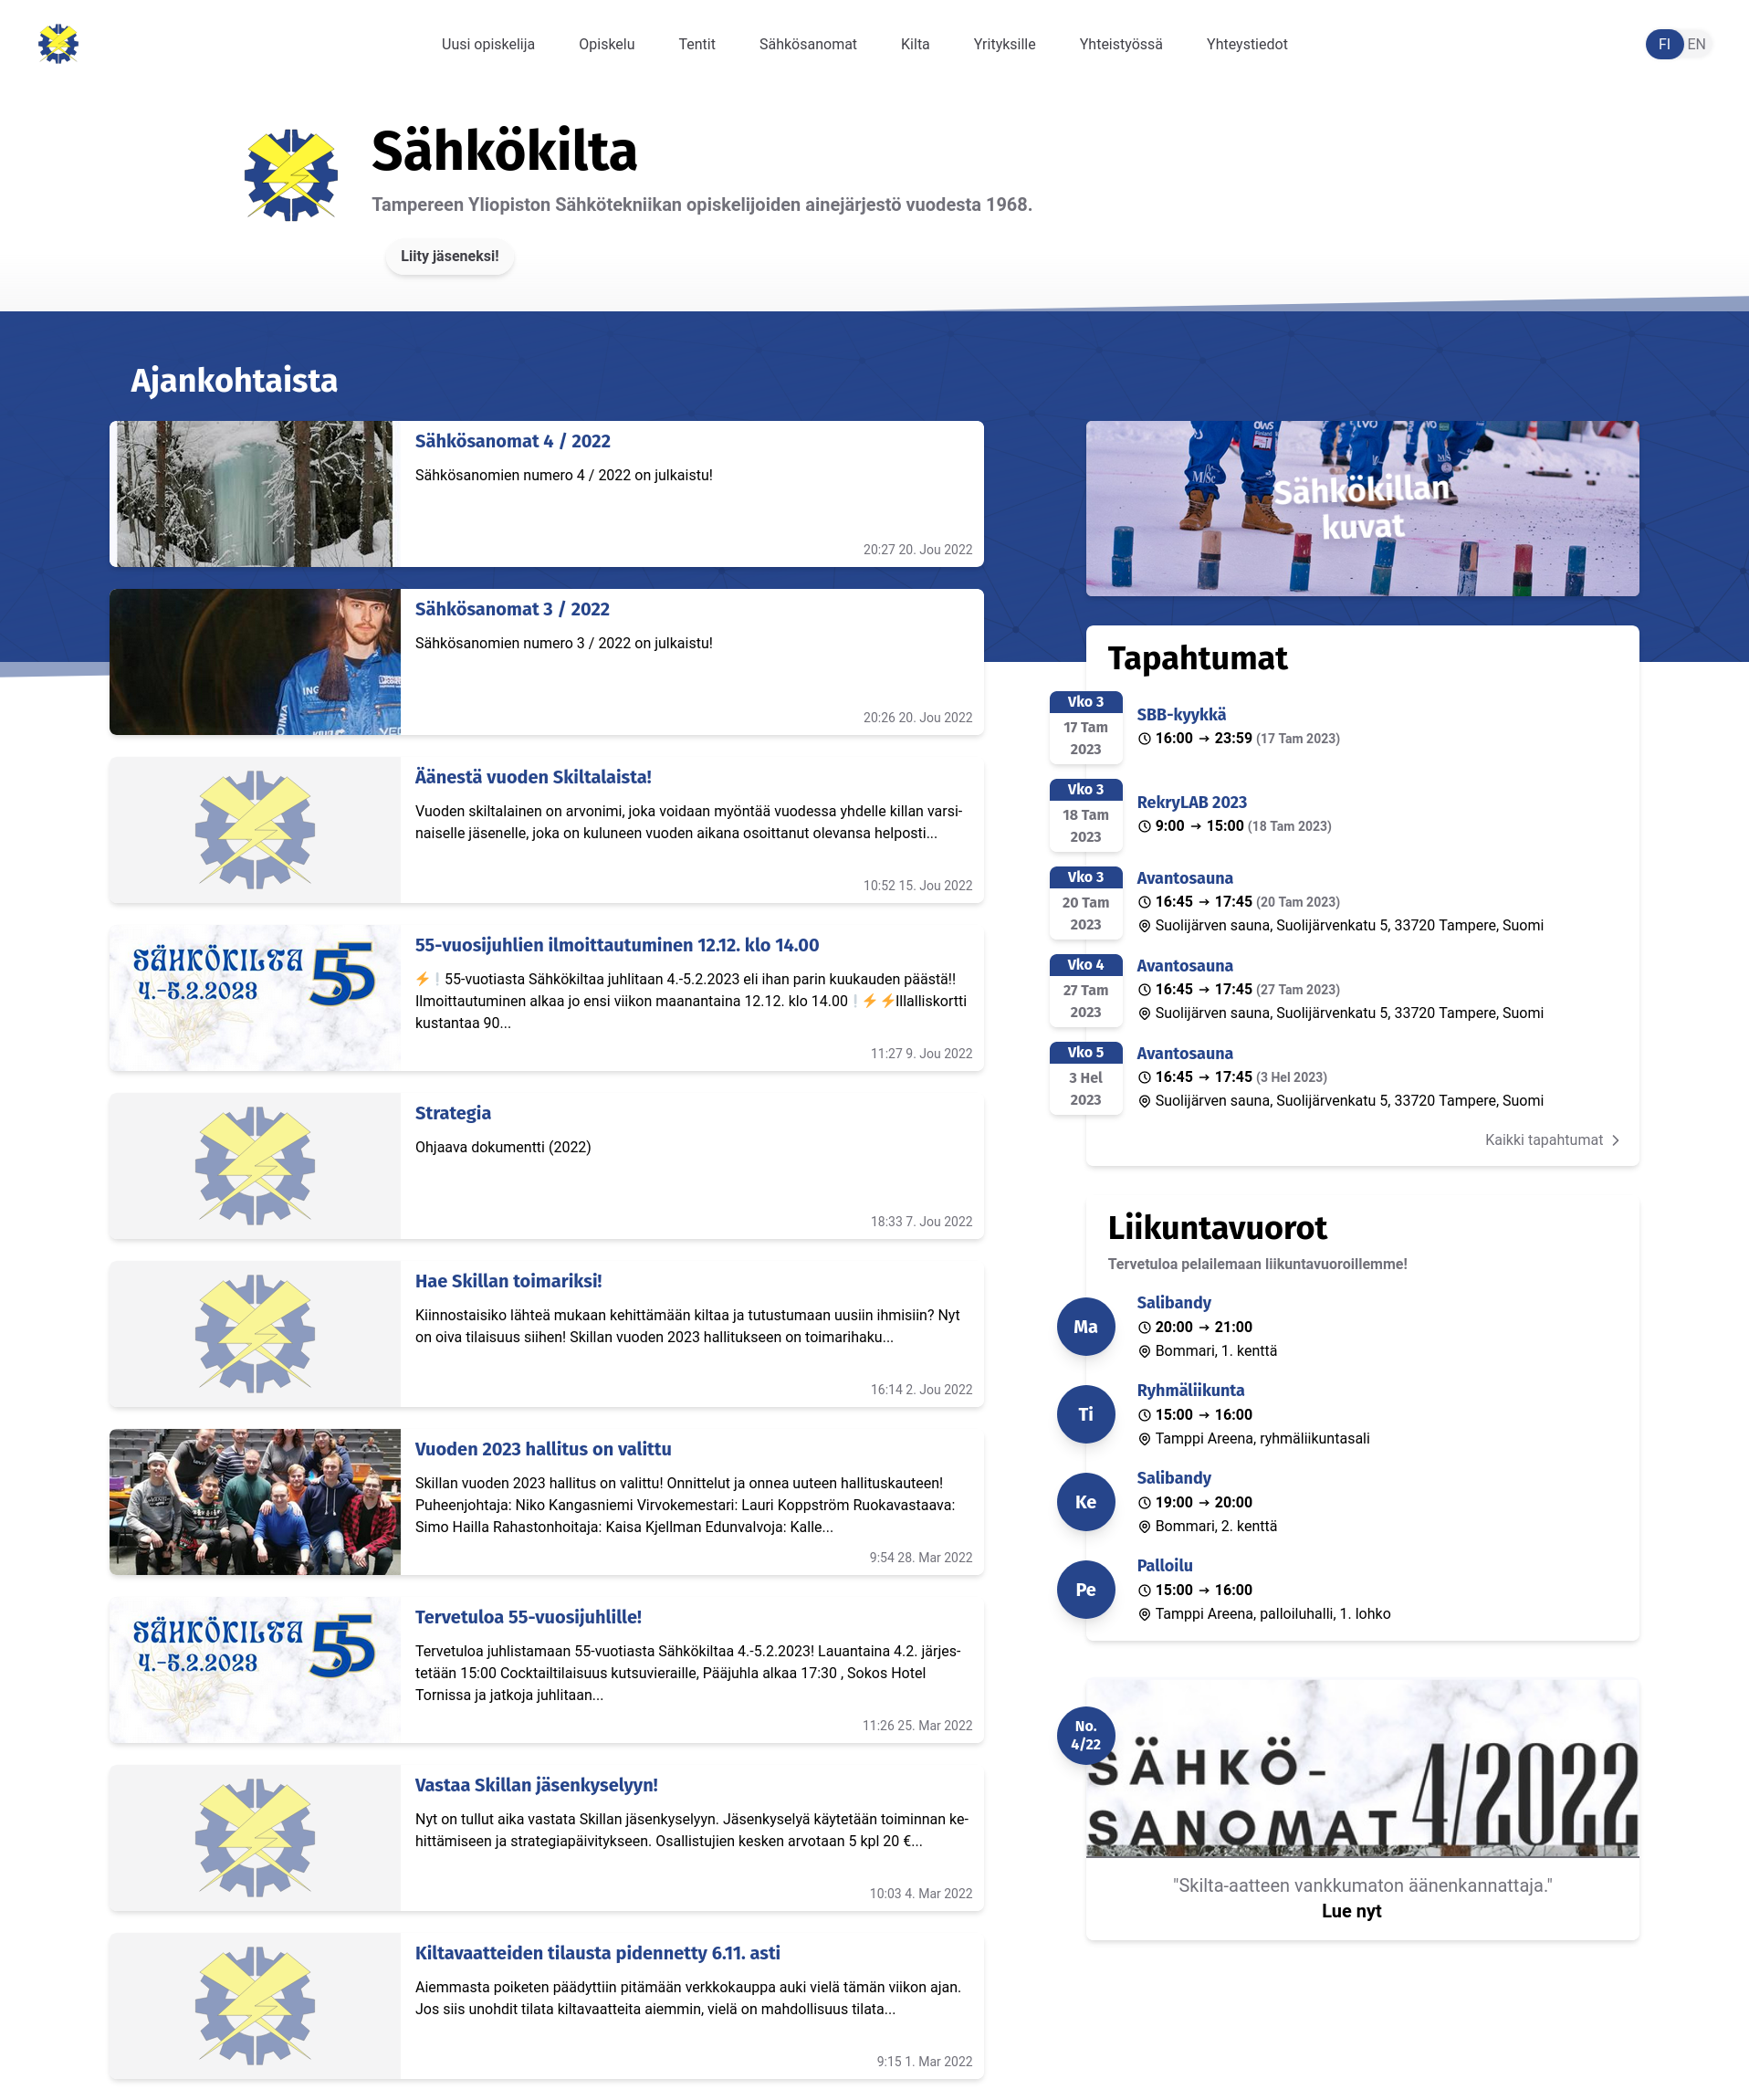 Uusi opiskelija
Opiskelu
Tentit
Sähkösanomat
Kilta
Yrityksille
Yhteistyössä
Yhteystiedot
FI
EN
Sähkökilta
Tampereen Yliopiston Sähkötekniikan opiskelijoiden ainejärjestö vuodesta 1968.
Liity jäseneksi!
Ajankohtaista
Sähkösanomat 4 / 2022
Sähkösanomien numero 4 / 2022 on julkaistu!
20:27 20. Jou 2022
Sähkösanomat 3 / 2022
Sähkösanomien numero 3 / 2022 on julkaistu!
20:26 20. Jou 2022
Äänestä vuoden Skiltalaista!
Vuoden skiltalainen on arvonimi, joka voidaan myöntää vuodessa yhdelle killan varsi-
naiselle jäsenelle, joka on kuluneen vuoden aikana osoittanut olevansa helposti...
10:52 15. Jou 2022
SÄHKÖKILTA 55
4.-5.2.2023
55-vuosijuhlien ilmoittautuminen 12.12. klo 14.00
⚡❕55-vuotiasta Sähkökiltaa juhlitaan 4.-5.2.2023 eli ihan parin kuukauden päästä!!
Ilmoittautuminen alkaa jo ensi viikon maanantaina 12.12. klo 14.00❕⚡⚡Illalliskortti
kustantaa 90...
11:27 9. Jou 2022
Strategia
Ohjaava dokumentti (2022)
18:33 7. Jou 2022
Hae Skillan toimariksi!
Kiinnostaisiko lähteä mukaan kehittämään kiltaa ja tutustumaan uusiin ihmisiin? Nyt
on oiva tilaisuus siihen! Skillan vuoden 2023 hallitukseen on toimarihaku...
16:14 2. Jou 2022
Vuoden 2023 hallitus on valittu
Skillan vuoden 2023 hallitus on valittu! Onnittelut ja onnea uuteen hallituskauteen!
Puheenjohtaja: Niko Kangasniemi Virvokemestari: Lauri Koppström Ruokavastaava:
Simo Hailla Rahastonhoitaja: Kaisa Kjellman Edunvalvoja: Kalle...
9:54 28. Mar 2022
SÄHKÖKILTA 55
4.-5.2.2023
Tervetuloa 55-vuosijuhlille!
Tervetuloa juhlistamaan 55-vuotiasta Sähkökiltaa 4.-5.2.2023! Lauantaina 4.2. järjes-
tetään 15:00 Cocktailtilaisuus kutsuvieraille, Pääjuhla alkaa 17:30 , Sokos Hotel
Tornissa ja jatkoja juhlitaan...
11:26 25. Mar 2022
Vastaa Skillan jäsenkyselyyn!
Nyt on tullut aika vastata Skillan jäsenkyselyyn. Jäsenkyselyä käytetään toiminnan ke-
hittämiseen ja strategiapäivitykseen. Osallistujien kesken arvotaan 5 kpl 20 €...
10:03 4. Mar 2022
Kiltavaatteiden tilausta pidennetty 6.11. asti
Aiemmasta poiketen päädyttiin pitämään verkkokauppa auki vielä tämän viikon ajan.
Jos siis unohdit tilata kiltavaatteita aiemmin, vielä on mahdollisuus tilata...
9:15 1. Mar 2022
Sähkökillan
kuvat
Tapahtumat
Vko 3
17 Tam
2023
SBB-kyykkä
16:00 → 23:59 (17 Tam 2023)
Vko 3
18 Tam
2023
RekryLAB 2023
9:00 → 15:00 (18 Tam 2023)
Vko 3
20 Tam
2023
Avantosauna
16:45 → 17:45 (20 Tam 2023)
Suolijärven sauna, Suolijärvenkatu 5, 33720 Tampere, Suomi
Vko 4
27 Tam
2023
Avantosauna
16:45 → 17:45 (27 Tam 2023)
Suolijärven sauna, Suolijärvenkatu 5, 33720 Tampere, Suomi
Vko 5
3 Hel
2023
Avantosauna
16:45 → 17:45 (3 Hel 2023)
Suolijärven sauna, Suolijärvenkatu 5, 33720 Tampere, Suomi
Kaikki tapahtumat
Liikuntavuorot
Tervetuloa pelailemaan liikuntavuoroillemme!
Ma
Salibandy
20:00 → 21:00
Bommari, 1. kenttä
Ti
Ryhmäliikunta
15:00 → 16:00
Tamppi Areena, ryhmäliikuntasali
Ke
Salibandy
19:00 → 20:00
Bommari, 2. kenttä
Pe
Palloilu
15:00 → 16:00
Tamppi Areena, palloiluhalli, 1. lohko
No.
4/22
SÄHKÖ-
SANOMAT 4/2022
"Skilta-aatteen vankkumaton äänenkannattaja."
Lue nyt